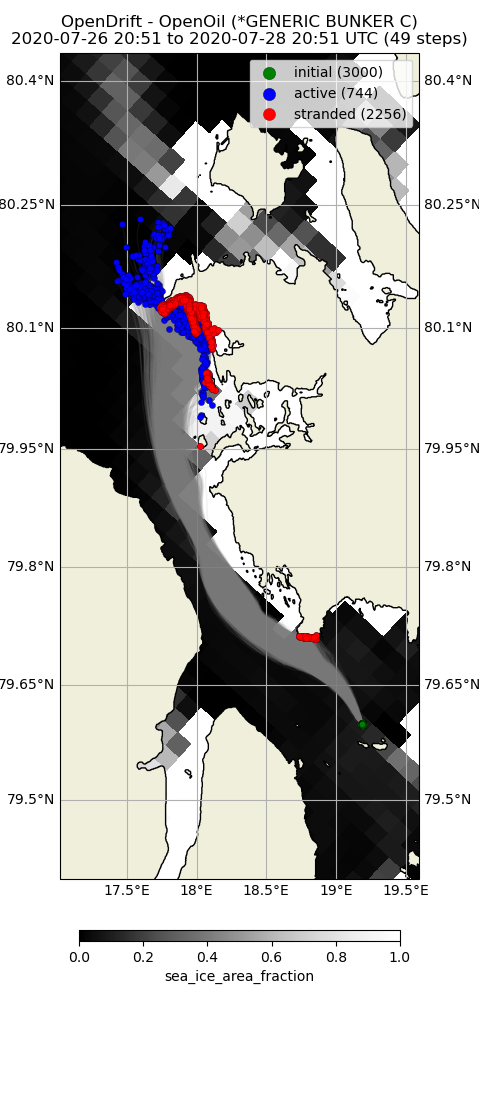 OpenDrift - OpenOil (*GENERIC BUNKER C)
2020-07-26 20:51 to 2020-07-28 20:51 UTC (49 steps)
initial (3000)
active (744)
stranded (2256)
80.4°N 80.4°N
80.25°N 80.25°N
80.1°N 80.1°N
79.95°N 79.95°N
79.8°N 79.8°N
79.65°N 79.65°N
79.5°N 79.5°N
17.5°E 18°E 18.5°E 19°E 19.5°E
0.0 0.2 0.4 0.6 0.8 1.0
sea_ice_area_fraction